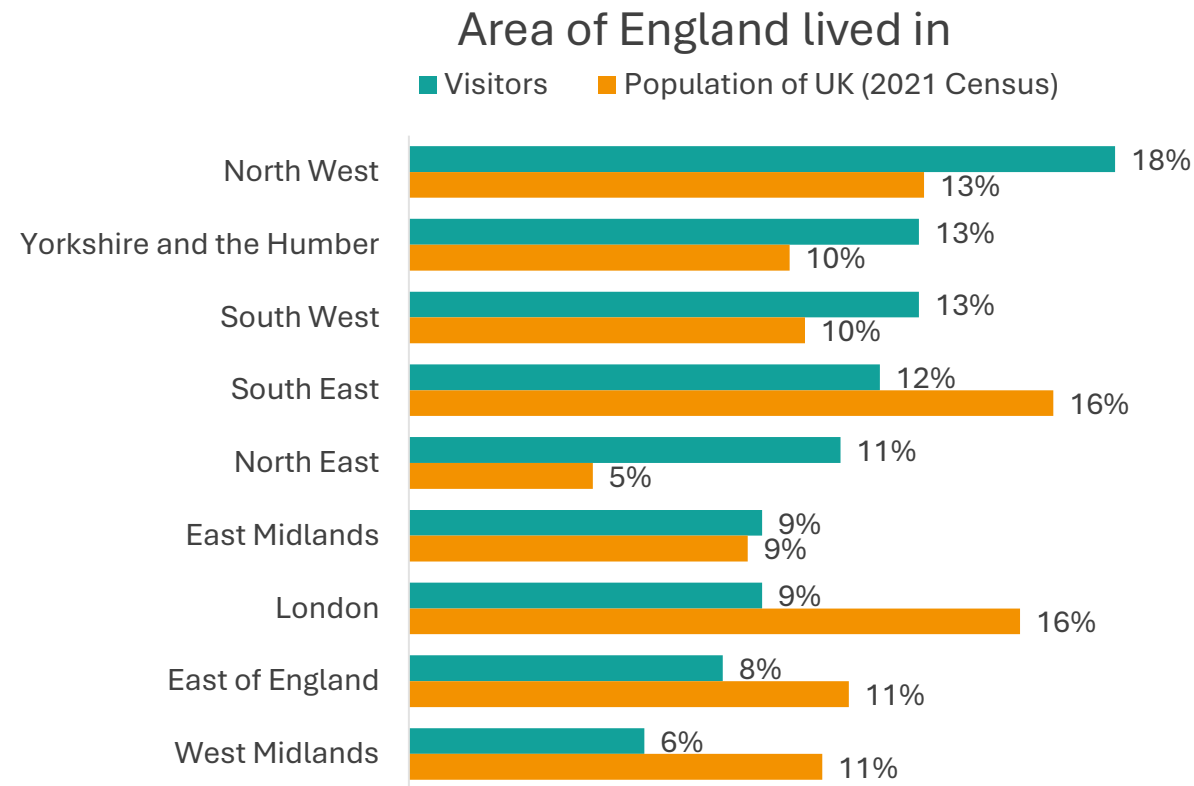 Area of England lived in
Visitors Population of UK (2021 Census)
North West 18%
13%
Yorkshire and the Humber 13%
10%
South West 13%
10%
South East 12%
16%
North East 11%
5%
East Midlands 9%
9%
London 9%
16%
East of England 8%
11%
West Midlands 6%
11%